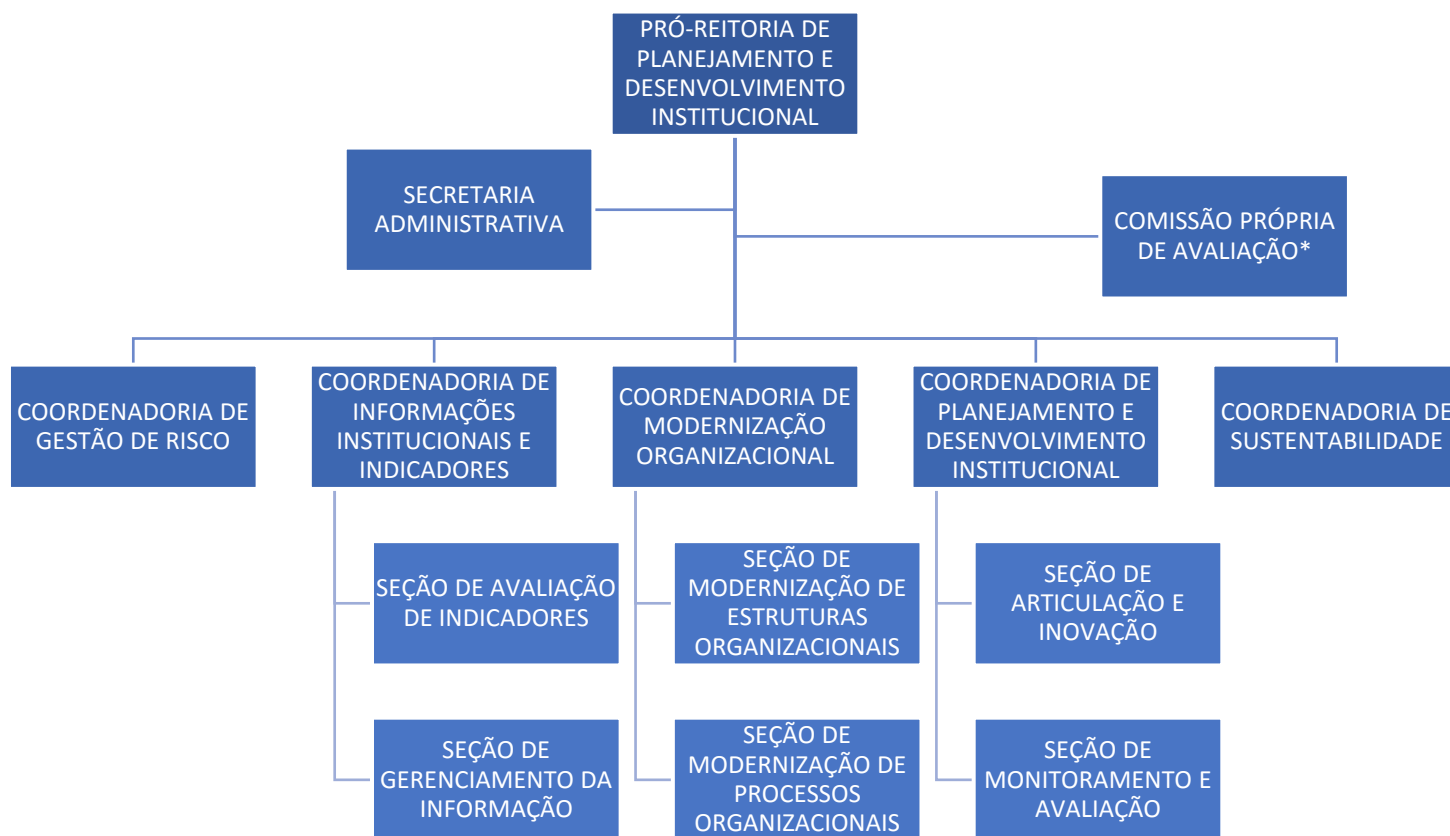 PRÓ-REITORIA DE
PLANEJAMENTO E
DESENVOLVIMENTO
INSTITUCIONAL
SECRETARIA
ADMINISTRATIVA
COMISSÃO PRÓPRIA
DE AVALIAÇÃO*
COORDENADORIA DE
GESTÃO DE RISCO
COORDENADORIA DE
INFORMAÇÕES
INSTITUCIONAIS E
INDICADORES
COORDENADORIA DE
MODERNIZAÇÃO
ORGANIZACIONAL
COORDENADORIA DE
PLANEJAMENTO E
DESENVOLVIMENTO
INSTITUCIONAL
COORDENADORIA DE
SUSTENTABILIDADE
SEÇÃO DE AVALIAÇÃO
DE INDICADORES
SEÇÃO DE
MODERNIZAÇÃO DE
ESTRUTURAS
ORGANIZACIONAIS
SEÇÃO DE
ARTICULAÇÃO E
INOVAÇÃO
SEÇÃO DE
GERENCIAMENTO DA
INFORMAÇÃO
SEÇÃO DE
MODERNIZAÇÃO DE
PROCESSOS
ORGANIZACIONAIS
SEÇÃO DE
MONITORAMENTO E
AVALIAÇÃO